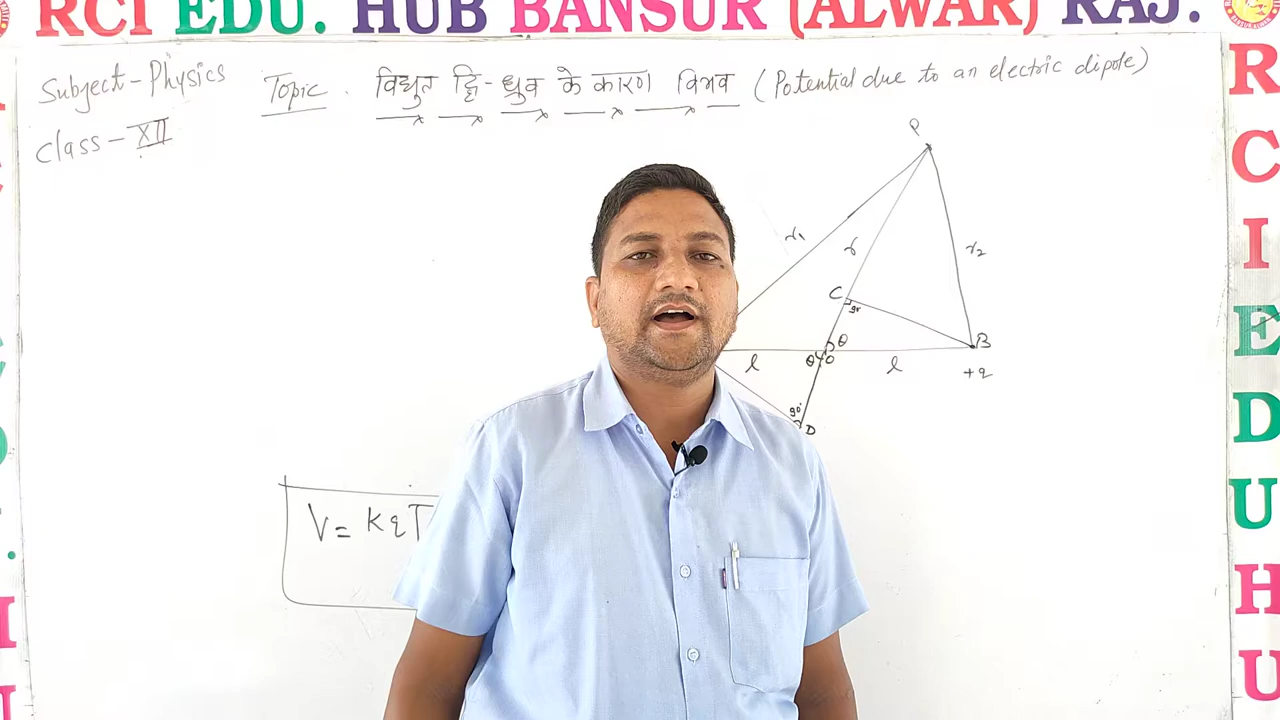 RCI EDU. HUB BANSUR (ALWAR) RAJ.
Subject-Physics
Topic. विद्युत द्वि-ध्रुव के कारण विभव (Potential due to an electric dipole)
Class-XII
P
r₁
r
r₂
C
90
θ
B
l
θ
O
l
+q
90°
D
V= Kq
R
C
I
E
D
U
H
U